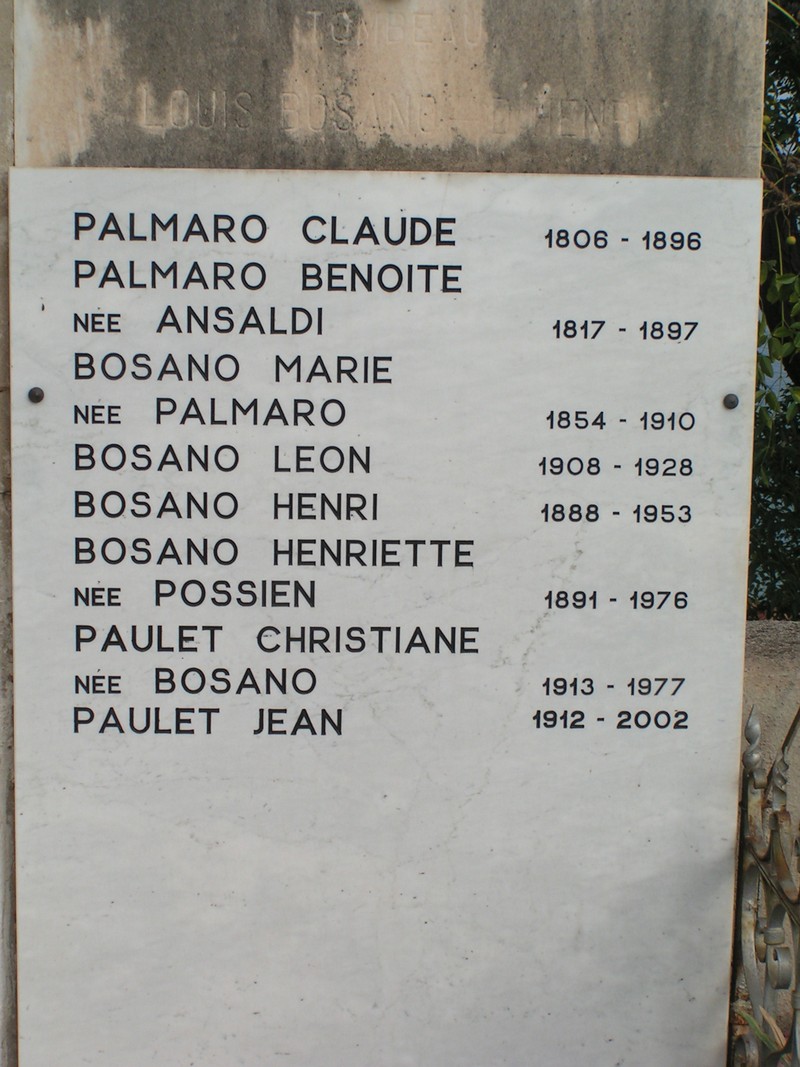 TOMBEAU
LOUIS BOSANO D'HENRI
PALMARO CLAUDE 1806 - 1896
PALMARO BENOITE
NÉE ANSALDI 1817 - 1897
BOSANO MARIE
NÉE PALMARO 1854 - 1910
BOSANO LEON 1908 - 1928
BOSANO HENRI 1888 - 1953
BOSANO HENRIETTE
NÉE POSSIEN 1891 - 1976
PAULET CHRISTIANE
NÉE BOSANO 1913 - 1977
PAULET JEAN 1912 - 2002